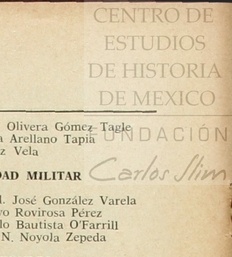 CENTRO DE
ESTUDIOS
DE HISTORIA
DE MEXICO
FUNDACIÓN
Carlos Slim
Olivera Gómez Tagle
a Arellano Tapia
z Vela
DAD MILITAR
l. José González Varela
vo Rovirosa Pérez
lo Bautista O'Farrill
N. Noyola Zepeda